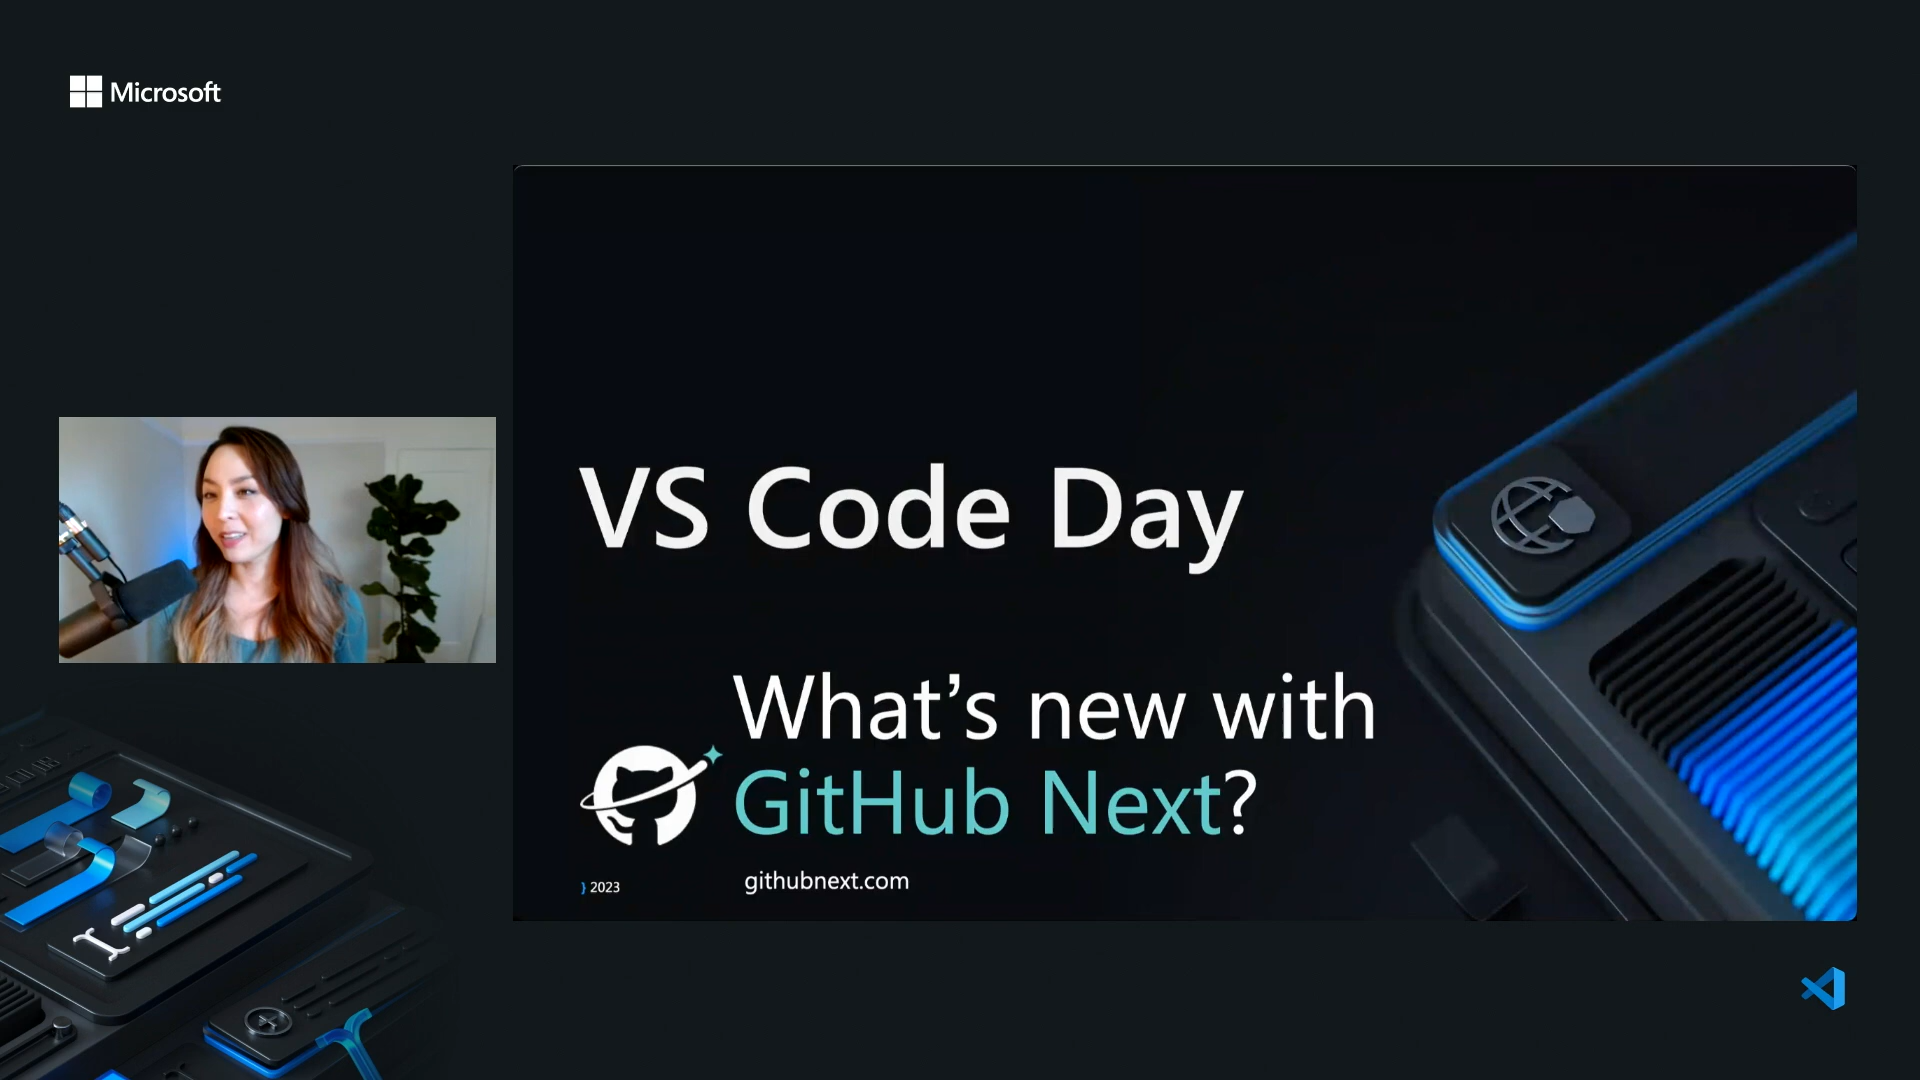 Microsoft
VS Code Day
What's new with
GitHub Next?
} 2023
githubnext.com